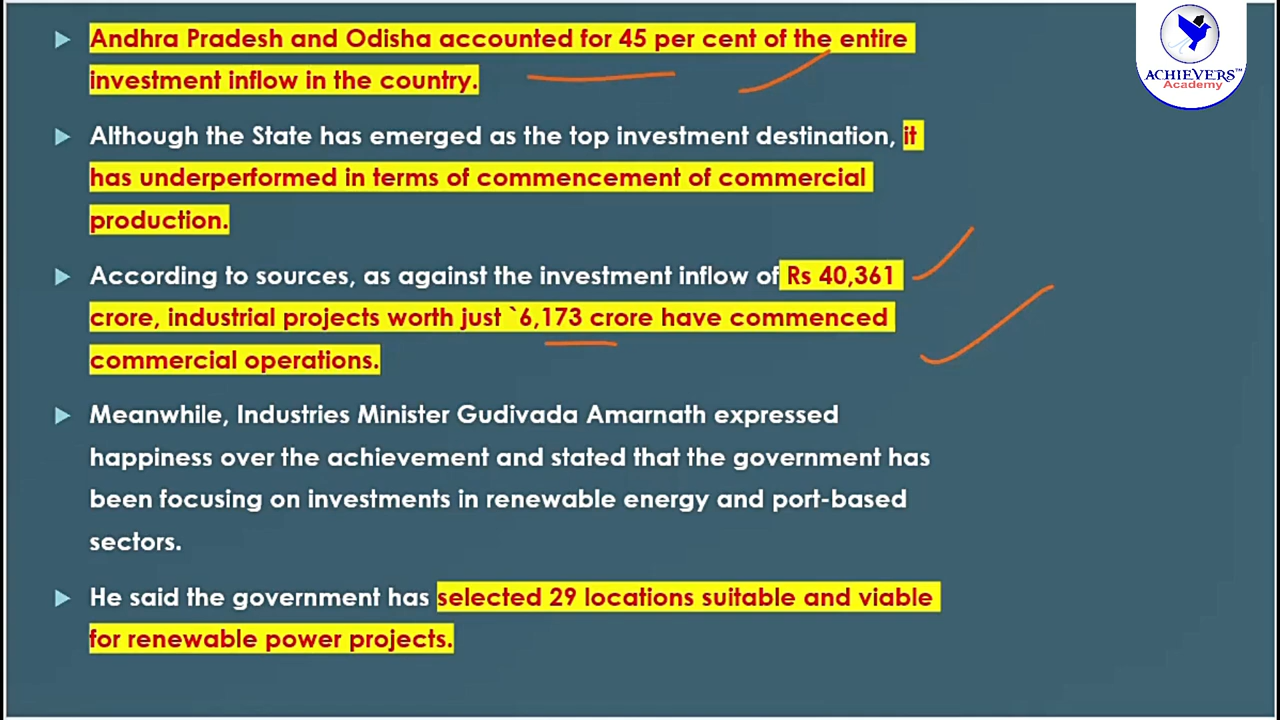 Andhra Pradesh and Odisha accounted for 45 per cent of the entire
investment inflow in the country.
Although the State has emerged as the top investment destination, it
has underperformed in terms of commencement of commercial
production.
According to sources, as against the investment inflow of Rs 40,361
crore, industrial projects worth just `6,173 crore have commenced
commercial operations.
Meanwhile, Industries Minister Gudivada Amarnath expressed
happiness over the achievement and stated that the government has
been focusing on investments in renewable energy and port-based
sectors.
He said the government has selected 29 locations suitable and viable
for renewable power projects.
ACHIEVERS™
Academy